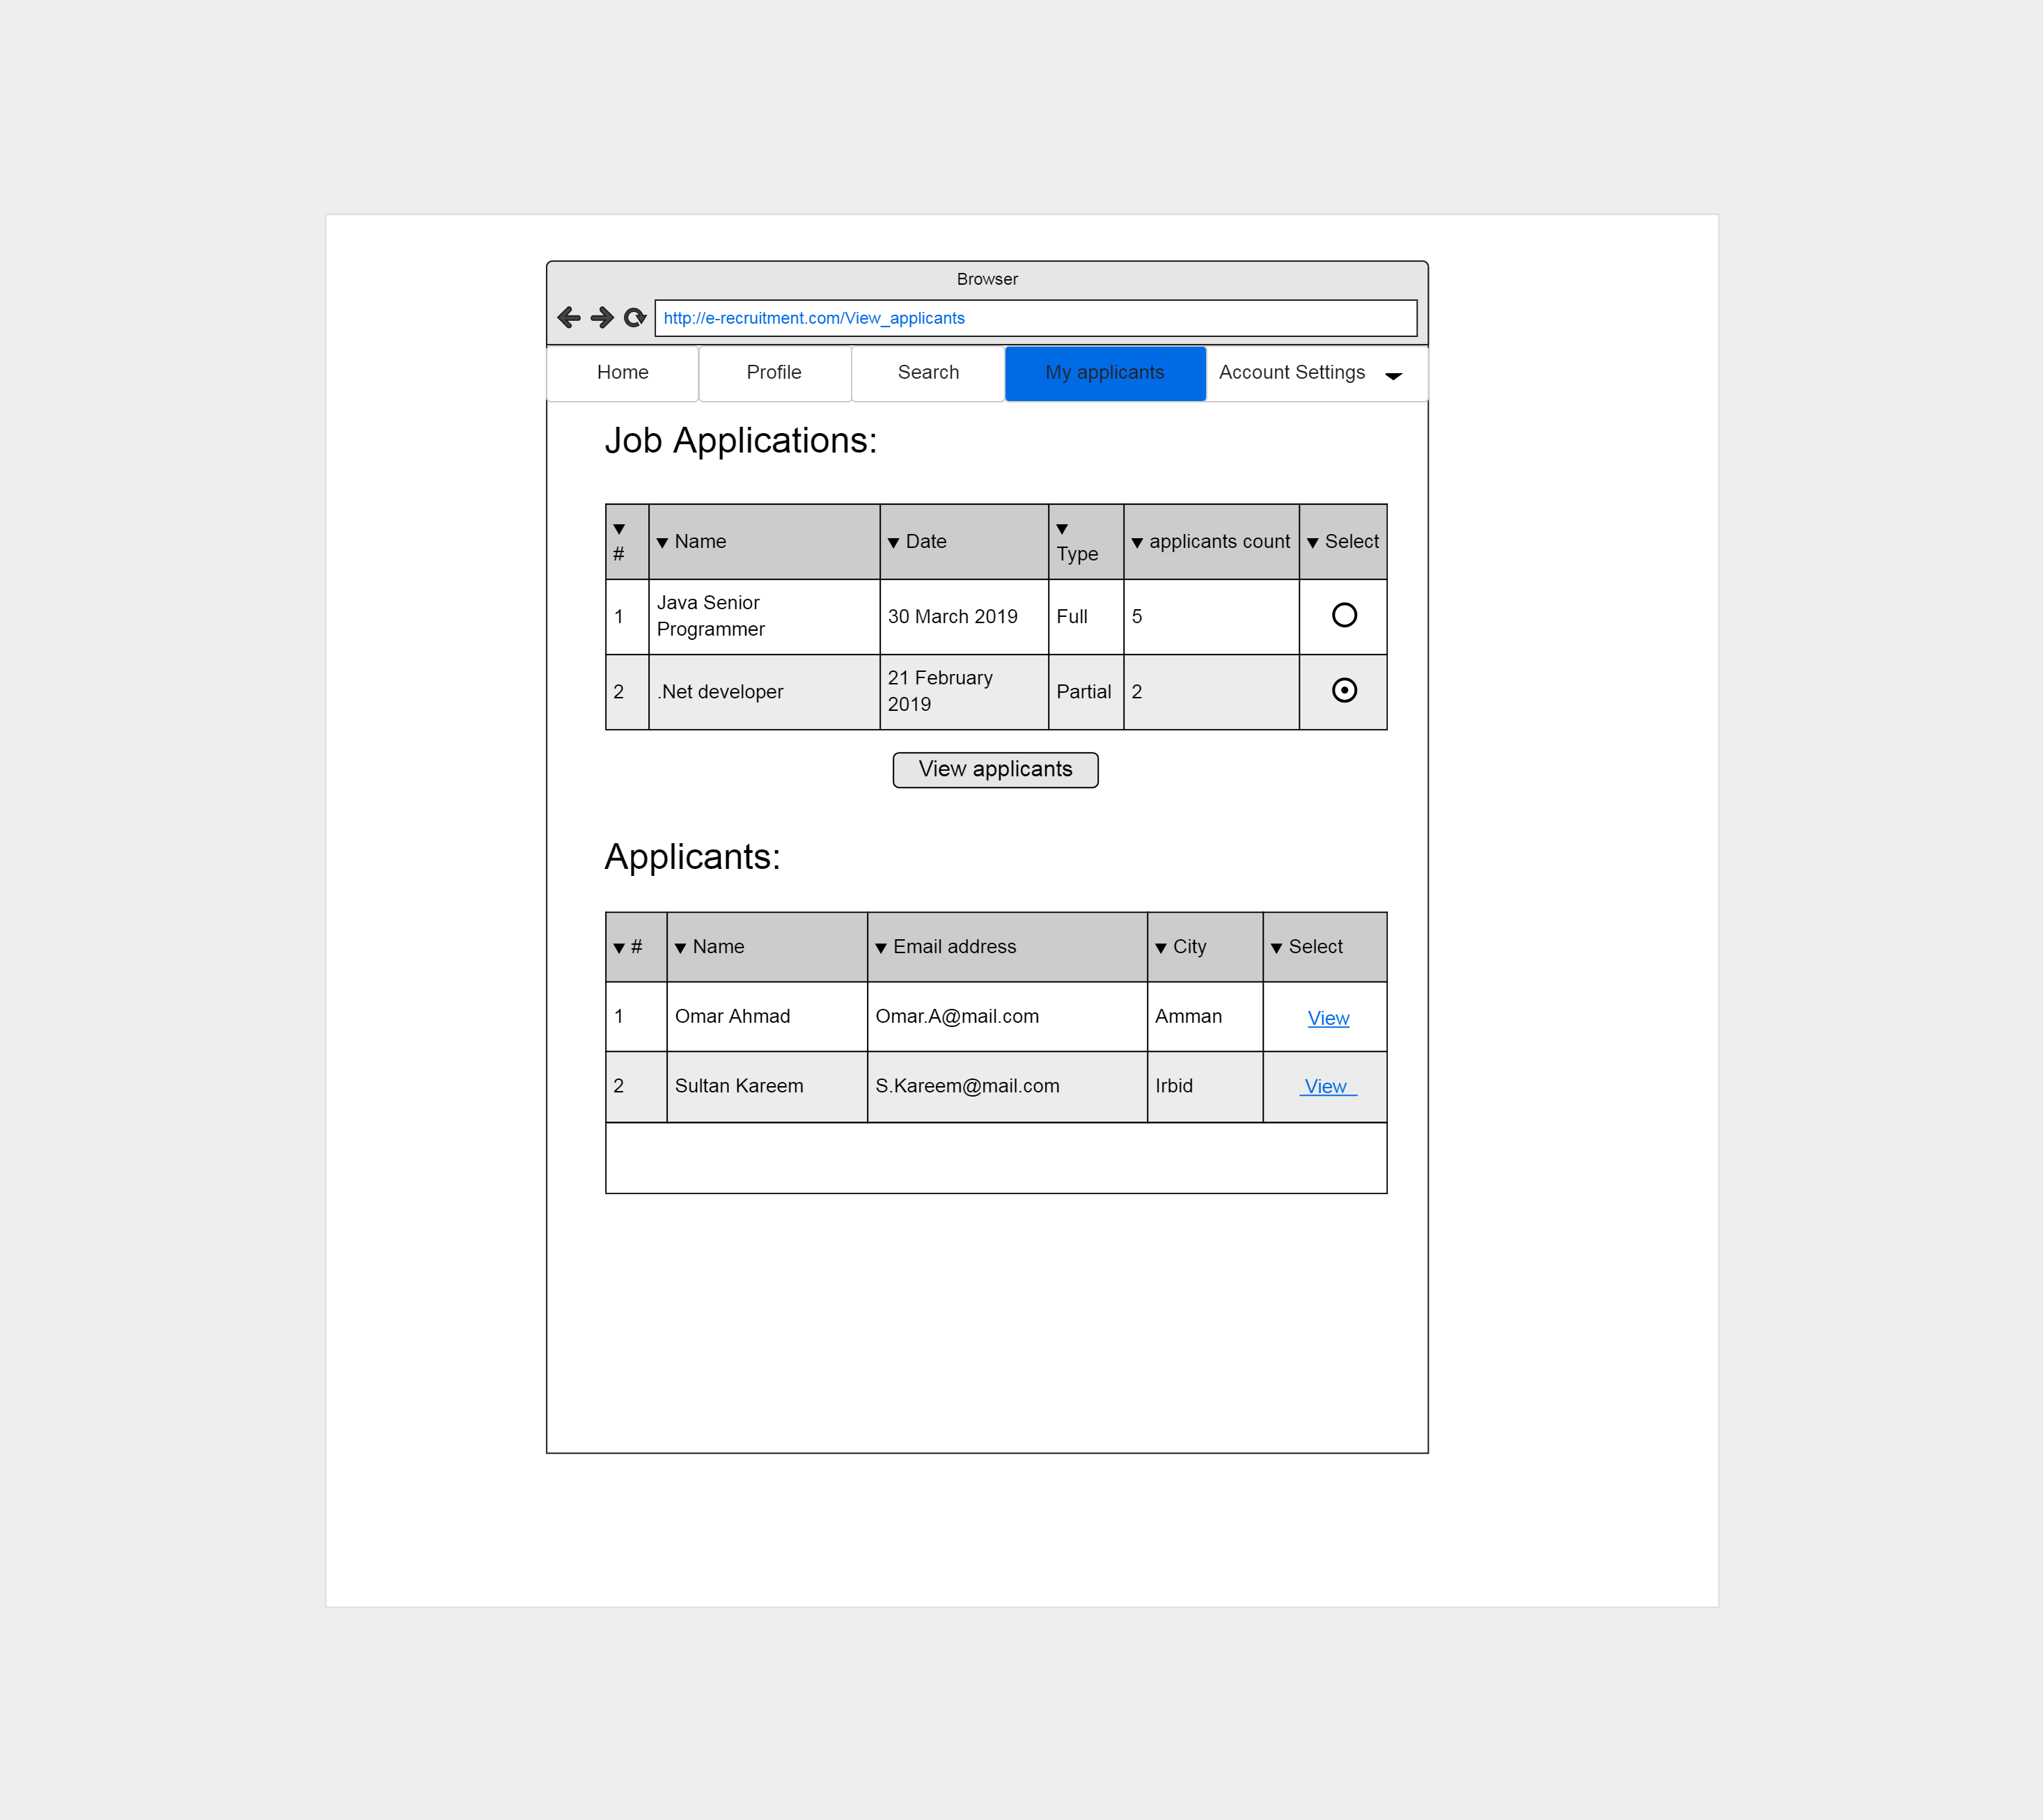 Browser
http://e-recruitment.com/View_applicants
Home Profile Search My applicants Account Settings
Job Applications:
# Name Date Type applicants count Select
1 Java Senior Programmer 30 March 2019 Full 5
2 .Net developer 21 February 2019 Partial 2
View applicants
Applicants:
# Name Email address City Select
1 Omar Ahmad Omar.A@mail.com Amman View
2 Sultan Kareem S.Kareem@mail.com Irbid View